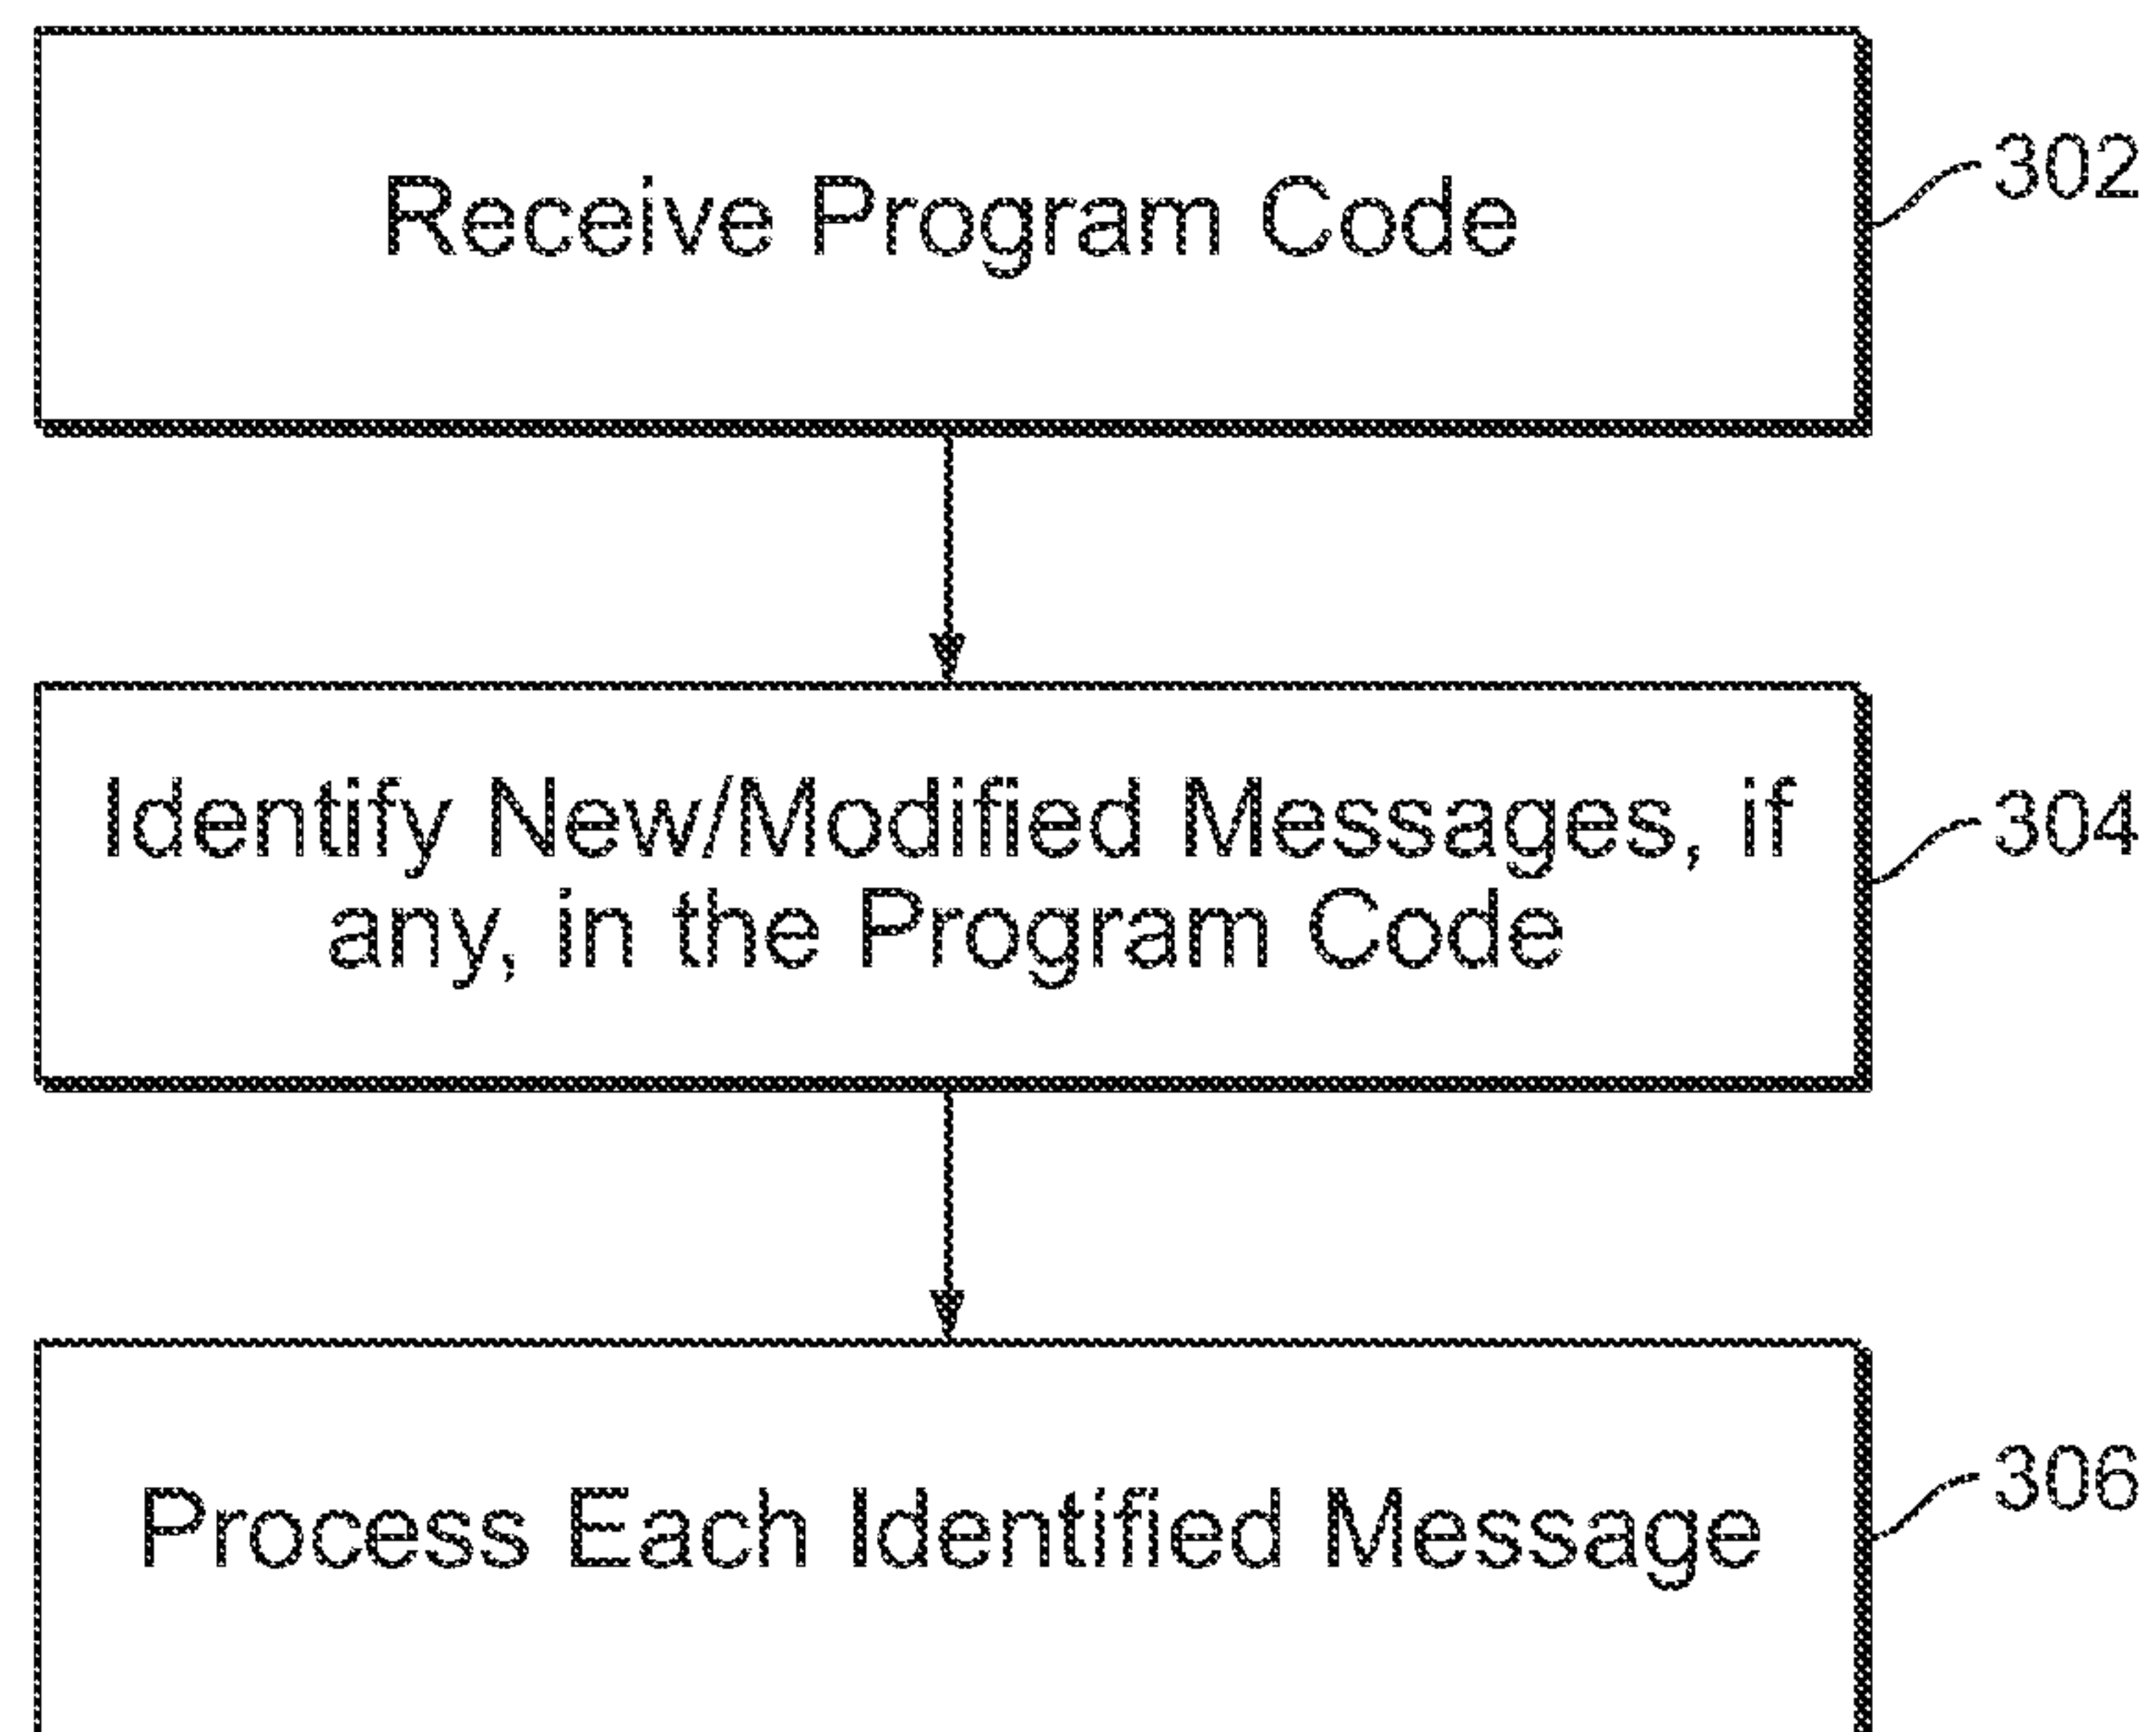 Receive Program Code
302
Identify New/Modified Messages, if
any, in the Program Code
304
Process Each Identified Message
306